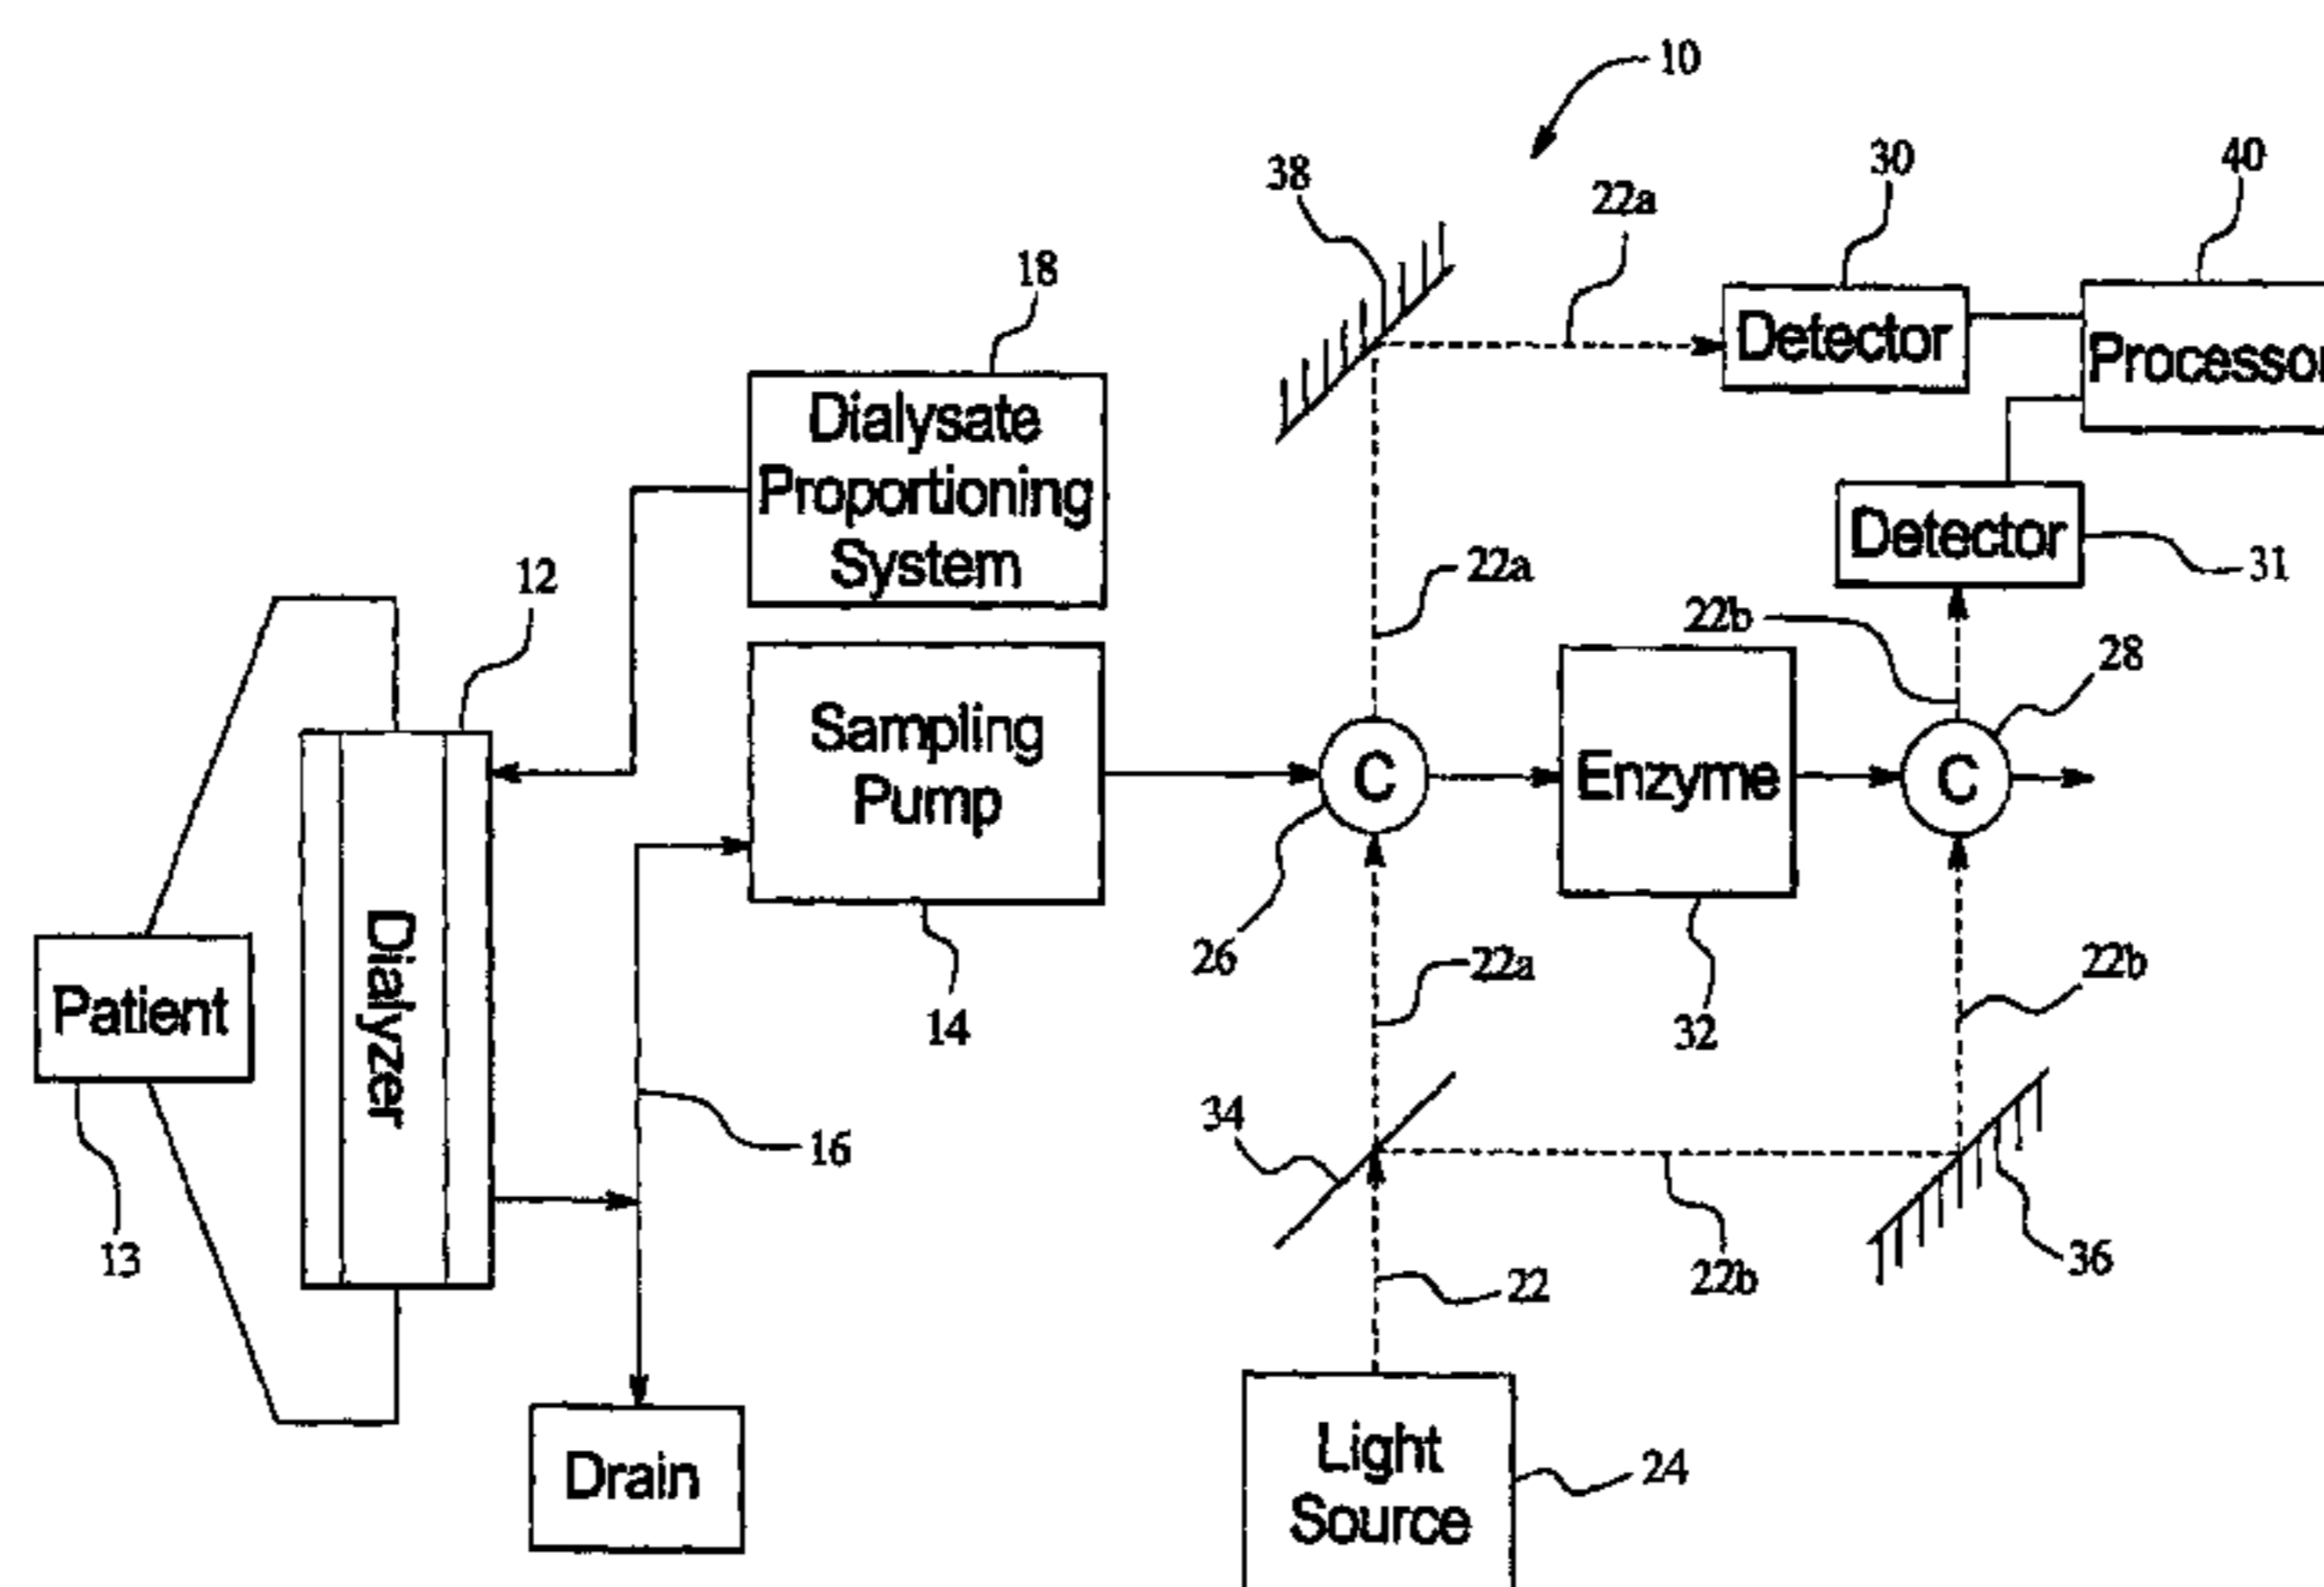 10
38
30
40
22a
18
Detector
Processor
Dialysate
Proportioning
System
Detector
12
22a
31
22b
28
Sampling
Pump
C
Enzyme
C
26
22a
22b
Dialyzer
Patient
14
32
34
16
13
36
22
22b
Drain
Light
Source
24